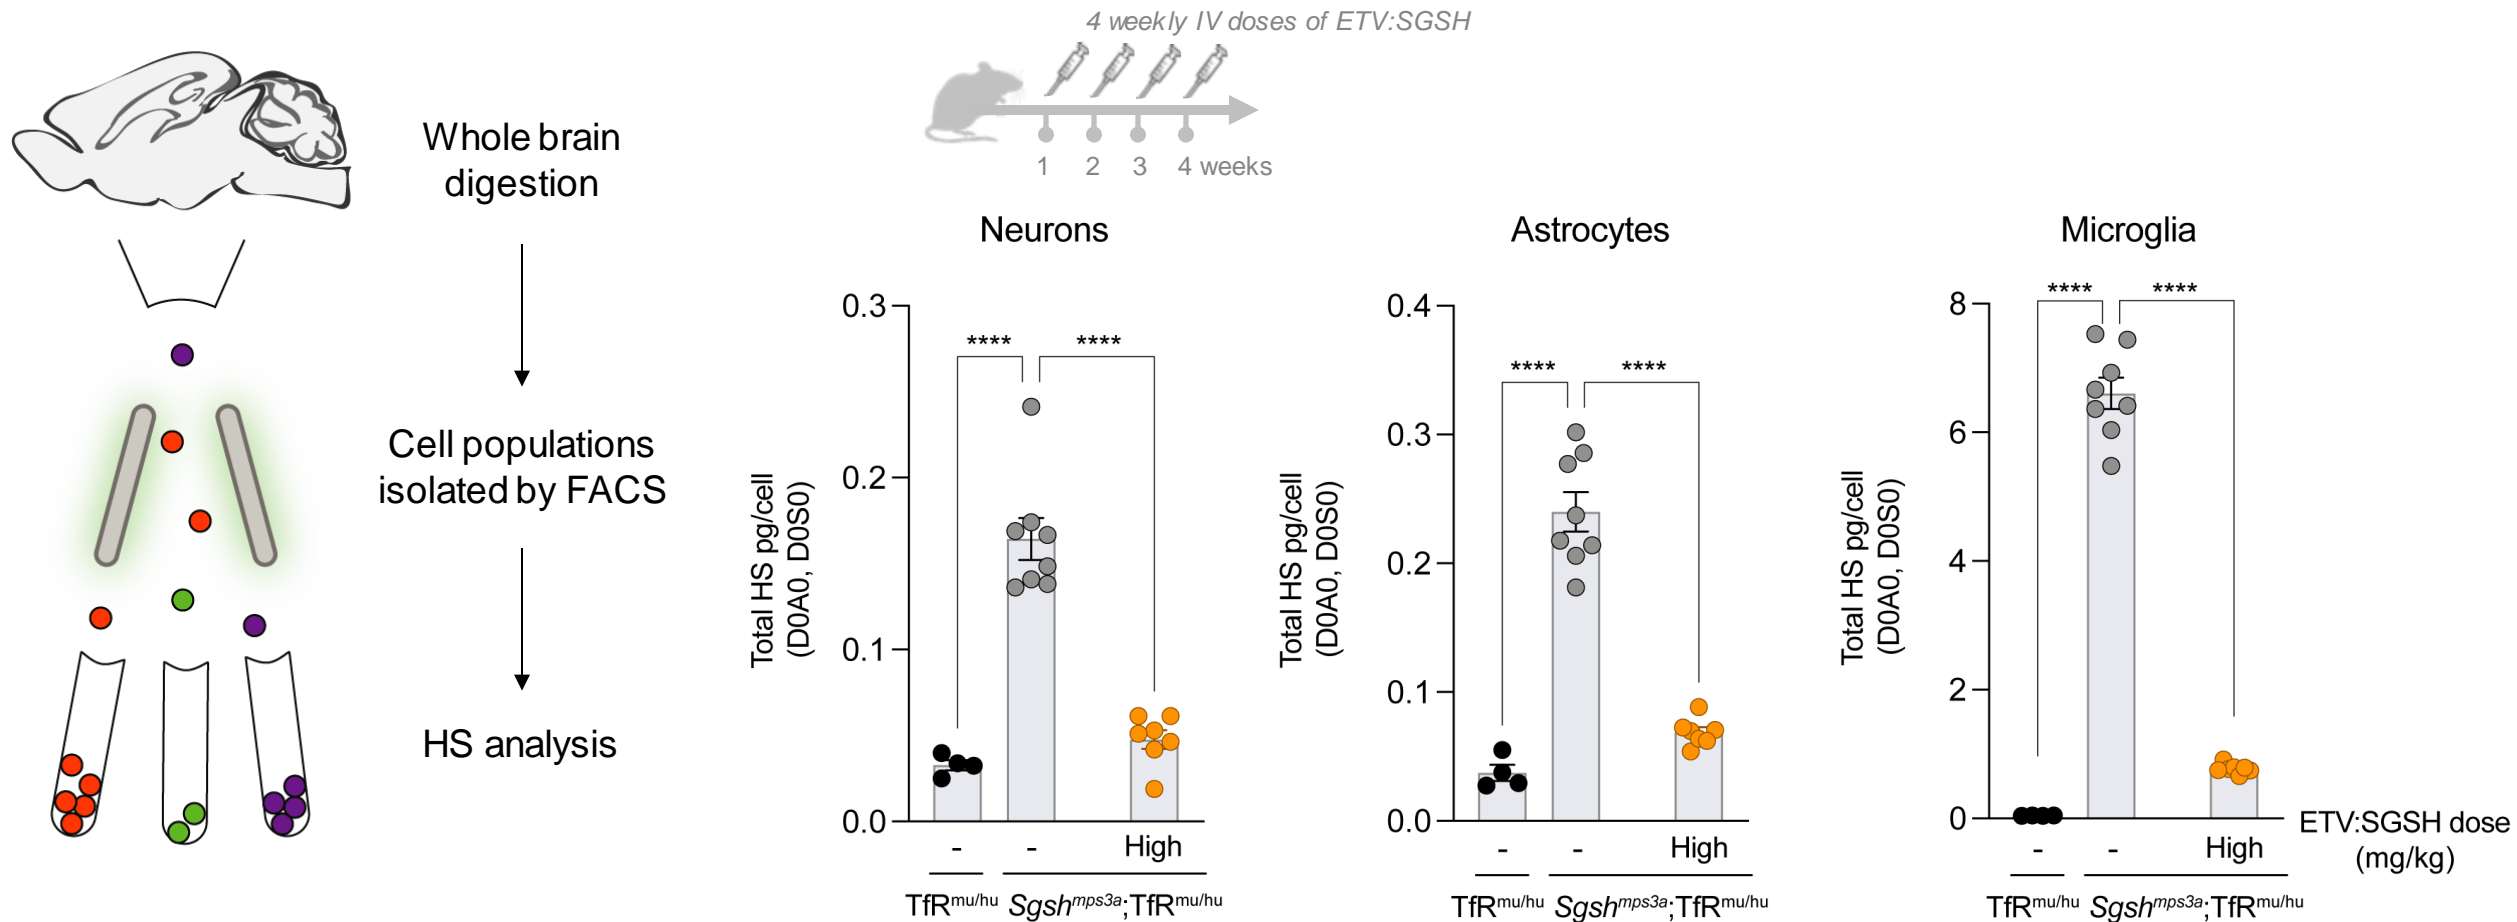 4 weekly IV doses of ETV:SGSH
1 2 3 4 weeks
Whole brain
digestion
Cell populations
isolated by FACS
HS analysis
Neurons
Total HS pg/cell
(D0A0, D0S0)
0.3
0.2
0.1
0.0
**** ****
- - High
TfRmu/hu Sgshmps3a;TfRmu/hu
Astrocytes
Total HS pg/cell
(D0A0, D0S0)
0.4
0.3
0.2
0.1
0.0
**** ****
- - High
TfRmu/hu Sgshmps3a;TfRmu/hu
Microglia
Total HS pg/cell
(D0A0, D0S0)
8
6
4
2
0
**** ****
- - High
TfRmu/hu Sgshmps3a;TfRmu/hu
ETV:SGSH dose
(mg/kg)